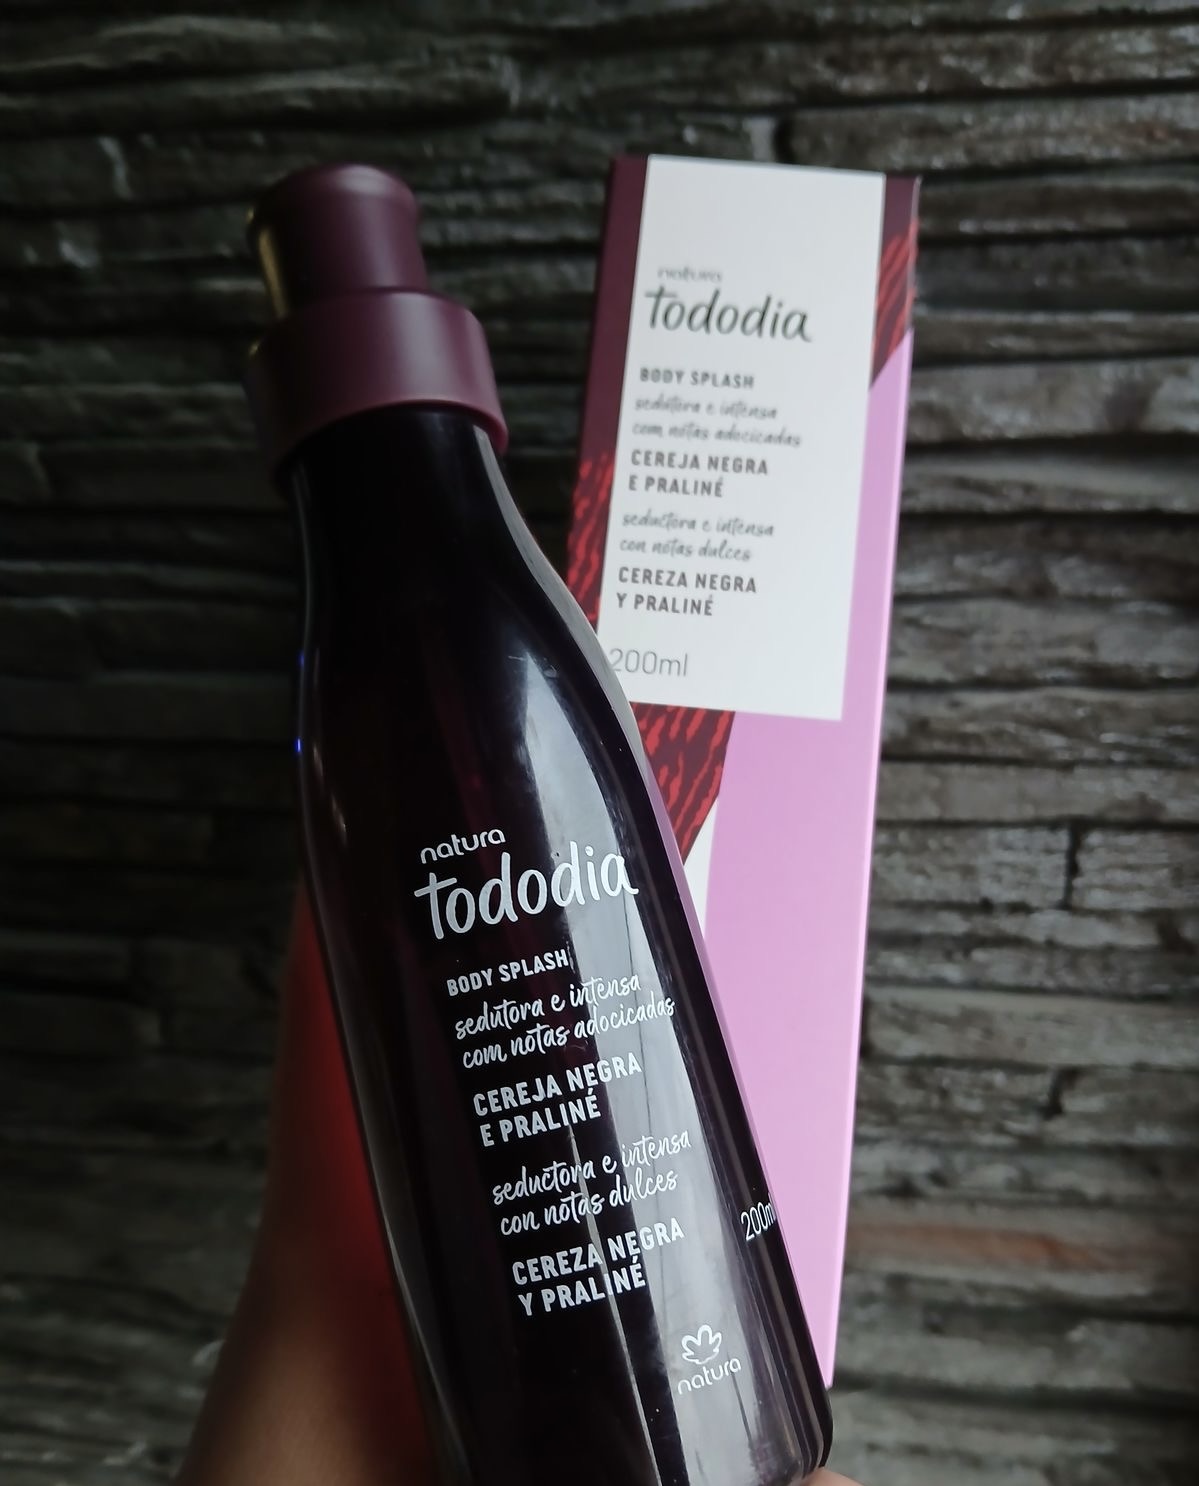 natura
tododia
BODY SPLASH
sedutora e intensa
com notas adocicadas
CEREJA NEGRA
E PRALINÉ
seductora e intensa
con notas dulces
CEREZA NEGRA
Y PRALINÉ
200ml
natura
tododia
BODY SPLASH
sedutora e intensa
com notas adocicadas
CEREJA NEGRA
E PRALINÉ
seductora e intensa
con notas dulces
CEREZA NEGRA
Y PRALINÉ
200ml
natura